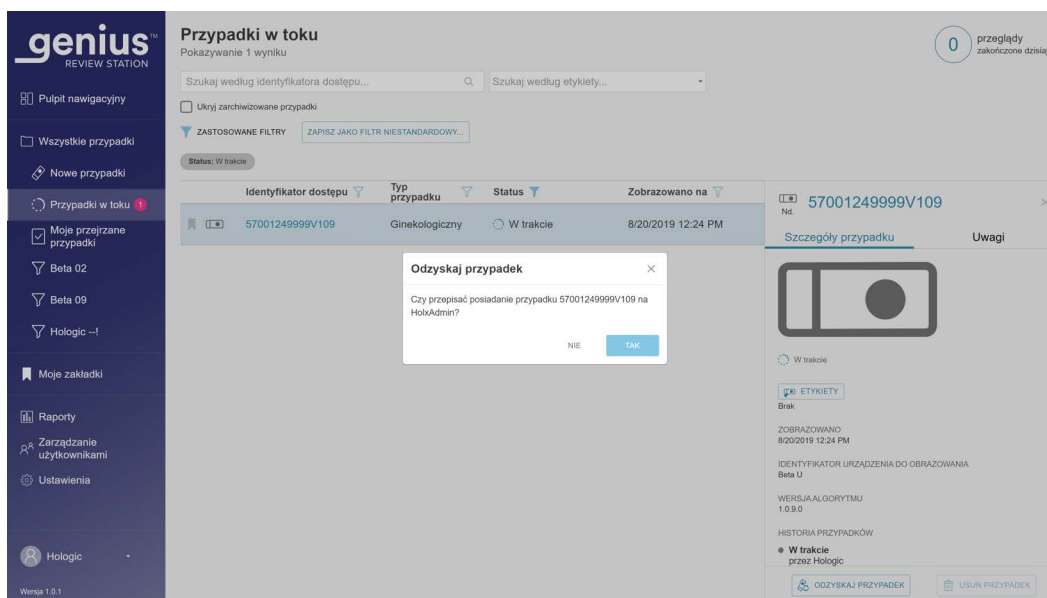 genius™
REVIEW STATION
Pulpit nawigacyjny
Wszystkie przypadki
Nowe przypadki
Przypadki w toku 1
Moje przejrzane
przypadki
Beta 02
Beta 09
Hologic --!
Moje zakładki
Raporty
Zarządzanie
użytkownikami
Ustawienia
Hologic
Wersja 1.0.1
Przypadki w toku
Pokazywanie 1 wyniku
0 przeglądy
zakończone dzisiaj
Szukaj według identyfikatora dostępu... Szukaj według etykiety...
Ukryj zarchiwizowane przypadki
ZASTOSOWANE FILTRY ZAPISZ JAKO FILTR NIESTANDARDOWY...
Status: W trakcie
Identyfikator dostępu Typ przypadku Status Zobrazowano na
57001249999V109 Ginekologiczny W trakcie 8/20/2019 12:24 PM
Odzyskaj przypadek
Czy przepisać posiadanie przypadku 57001249999V109 na
HolxAdmin?
NIE TAK
Nd. 57001249999V109
Szczegóły przypadku Uwagi
W trakcie
ETYKIETY
Brak
ZOBRAZOWANO
8/20/2019 12:24 PM
IDENTYFIKATOR URZĄDZENIA DO OBRAZOWANIA
Beta U
WERSJA ALGORYTMU
1.0.9.0
HISTORIA PRZYPADKÓW
W trakcie
przez Hologic
ODZYSKAJ PRZYPADEK USUŃ PRZYPADEK